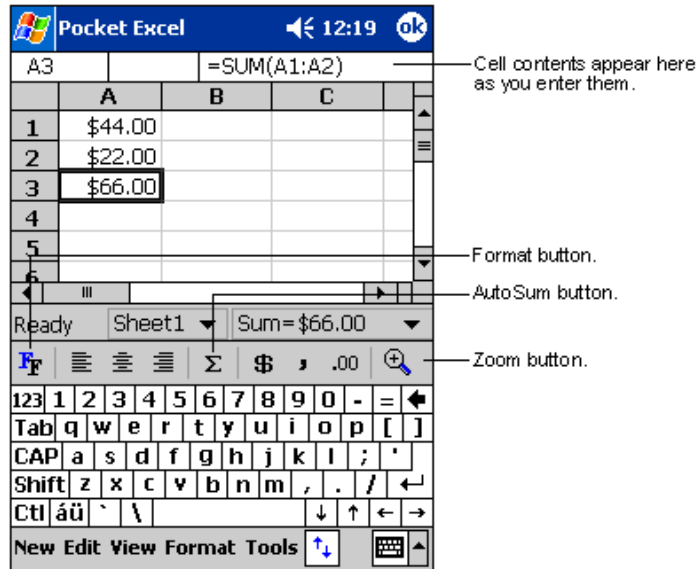 Pocket Excel 12:19 ok
A3 =SUM(A1:A2)
Cell contents appear here
as you enter them.
A B C
1 $44.00
2 $22.00
3 $66.00
4
5
6
Format button.
AutoSum button.
Ready Sheet1 Sum=$66.00
FF Σ $ , .00
Zoom button.
123 1 2 3 4 5 6 7 8 9 0 - =
Tab q w e r t y u i o p [ ]
CAP a s d f g h j k l ; '
Shift z x c v b n m , . /
Ctl áü ` \ ↓ ↑ ← →
New Edit View Format Tools